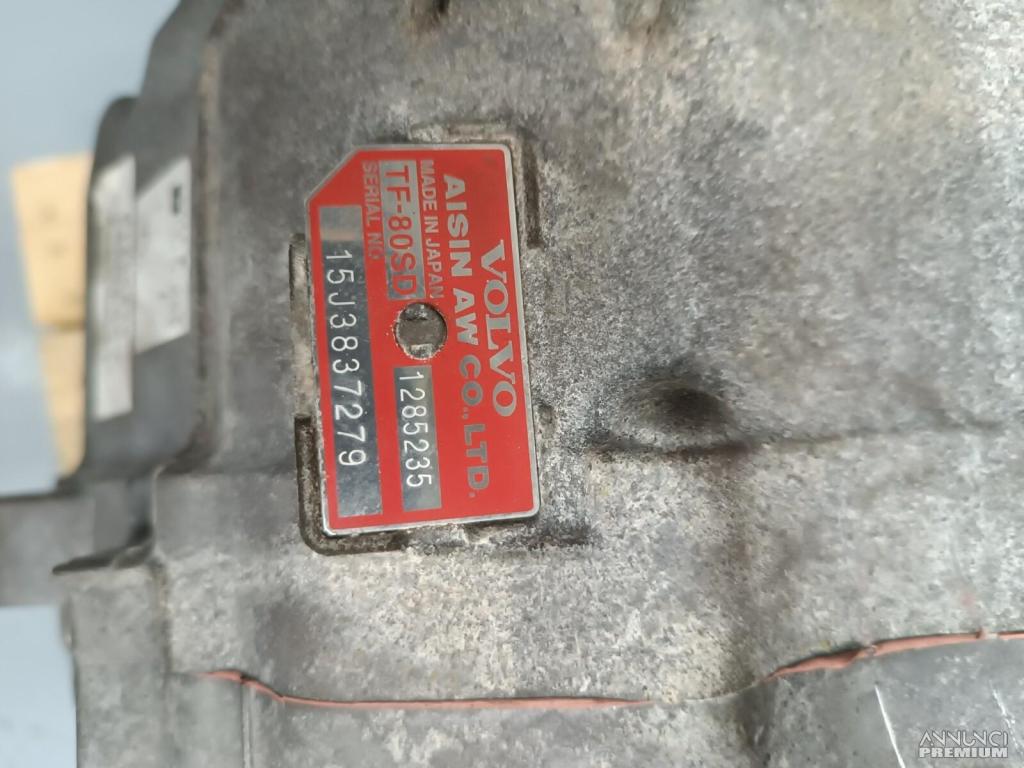 VOLVO
AISIN AW CO., LTD.
MADE IN JAPAN
TF-80SD 1285235
SERIAL NO.
15J3837279
ANNUNCI
PREMIUM